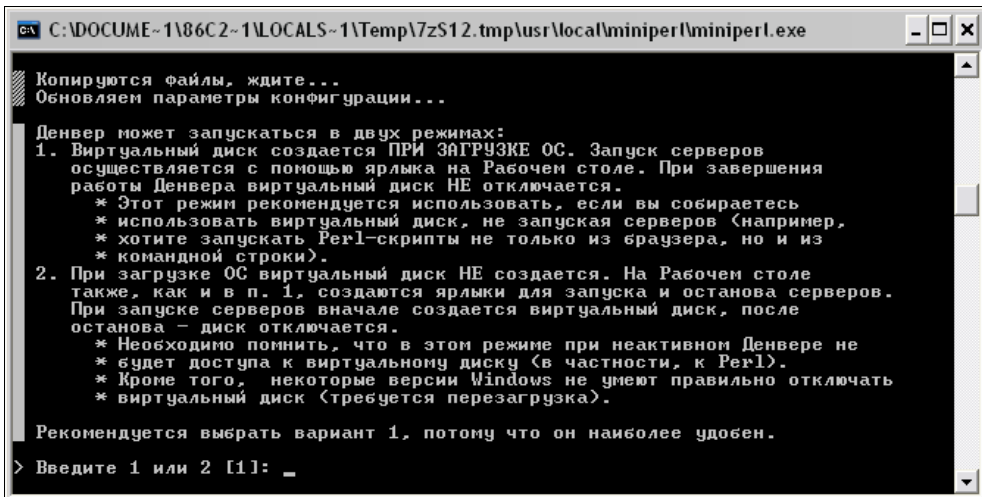 C:\DOCUME~1\86C2~1\LOCALS~1\Temp\7zS12.tmp\usr\local\miniperl\miniperl.exe
Копируются файлы, ждите...
Обновляем параметры конфигурации...
Денвер может запускаться в двух режимах:
1. Виртуальный диск создается ПРИ ЗАГРУЗКЕ ОС. Запуск серверов
осуществляется с помощью ярлыка на Рабочем столе. При завершения
работы Денвера виртуальный диск НЕ отключается.
* Этот режим рекомендуется использовать, если вы собираетесь
* использовать виртуальный диск, не запуская серверов (например,
* хотите запускать Perl-скрипты не только из браузера, но и из
* командной строки).
2. При загрузке ОС виртуальный диск НЕ создается. На Рабочем столе
также, как и в п. 1, создаются ярлыки для запуска и останова серверов.
При запуске серверов вначале создается виртуальный диск, после
останова – диск отключается.
* Необходимо помнить, что в этом режиме при неактивном Денвере не
* будет доступа к виртуальному диску (в частности, к Perl).
* Кроме того,  некоторые версии Windows не умеют правильно отключать
* виртуальный диск (требуется перезагрузка).
Рекомендуется выбрать вариант 1, потому что он наиболее удобен.
> Введите 1 или 2 [1]: _